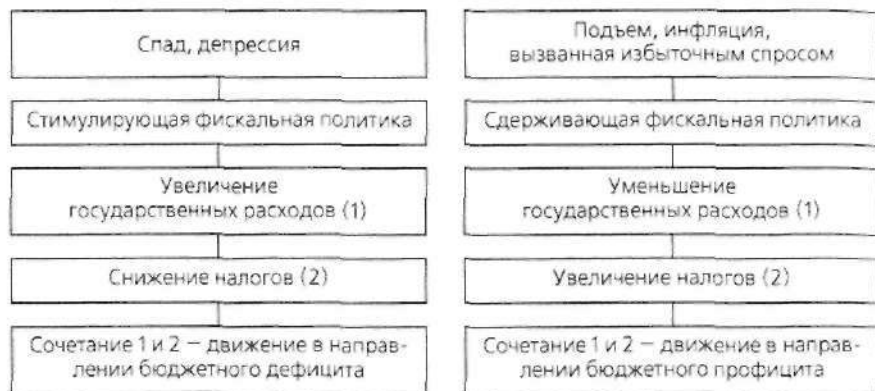 Спад, депрессия
Стимулирующая фискальная политика
Увеличение
государственных расходов (1)
Снижение налогов (2)
Сочетание 1 и 2 — движение в направ-
лении бюджетного дефицита
Подъем, инфляция,
вызванная избыточным спросом
Сдерживающая фискальная политика
Уменьшение
государственных расходов (1)
Увеличение налогов (2)
Сочетание 1 и 2 — движение в направ-
лении бюджетного профицита